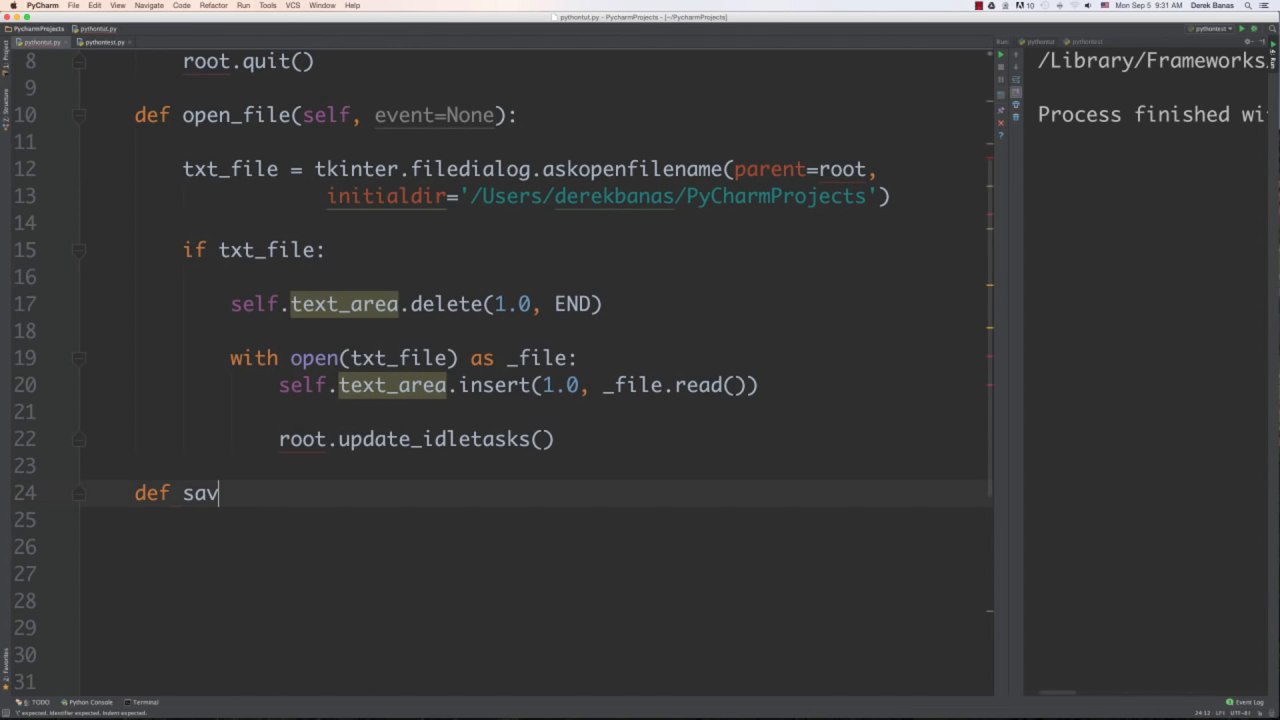 PyCharm File Edit View Navigate Code Refactor Run Tools VCS Window Help
10 Mon Sep 5 9:31 AM Derek Banas
pythontut.py - PycharmProjects - [~/PycharmProjects]
PycharmProjects pythontut.py pythontest
pythontut.py pythontest.py Run: pythontut pythontest
1: Project
Z: Structure
2: Favorites
4: Run
8 root.quit()
9
10 def open_file(self, event=None):
11
12 txt_file = tkinter.filedialog.askopenfilename(parent=root,
13 initialdir='/Users/derekbanas/PyCharmProjects')
14
15 if txt_file:
16
17 self.text_area.delete(1.0, END)
18
19 with open(txt_file) as _file:
20 self.text_area.insert(1.0, _file.read())
21
22 root.update_idletasks()
23
24 def sav
25
26
27
28
29
30
31
/Library/Frameworks
Process finished wi
6: TODO Python Console Terminal Event Log
'(' expected. Identifier expected. Indent expected. 24:12 LF÷ UTF-8÷